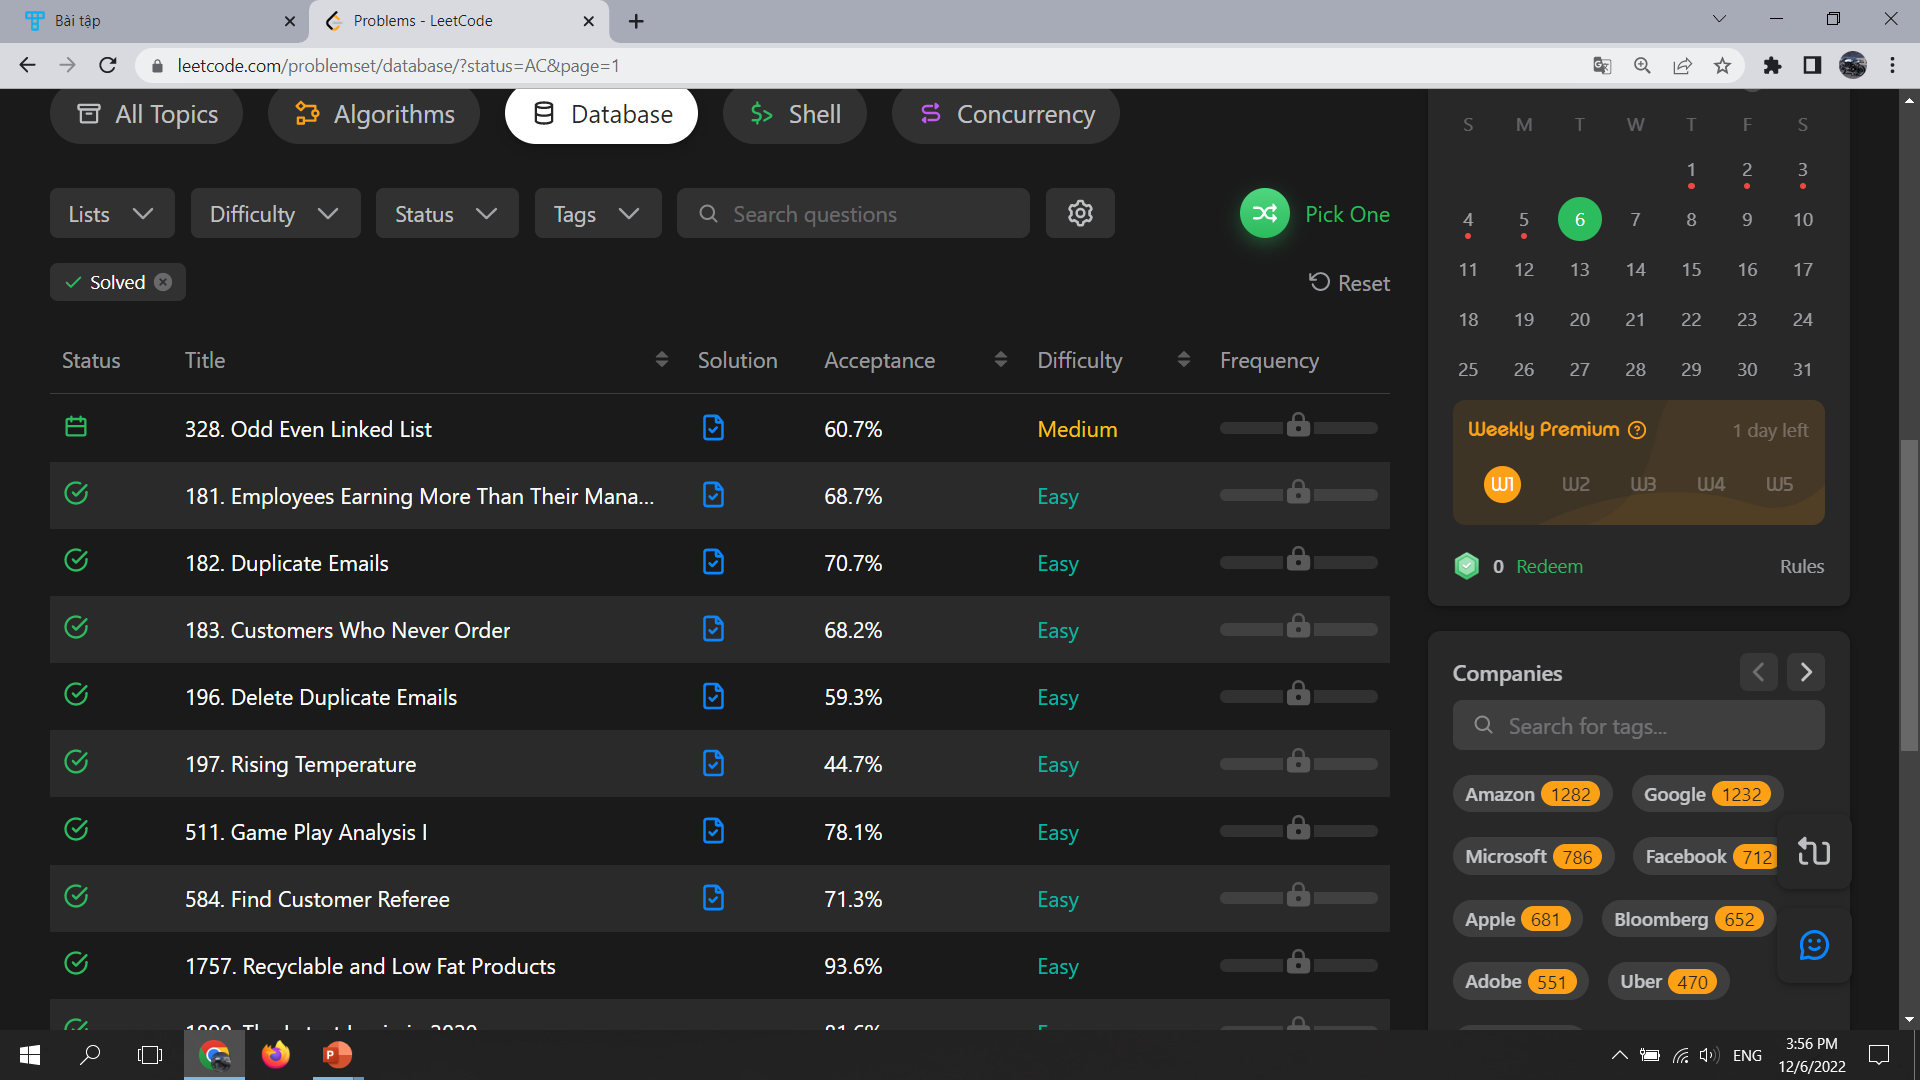 Bài tập
Problems - LeetCode
leetcode.com/problemset/database/?status=AC&page=1
All Topics
Algorithms
Database
Shell
Concurrency
Lists
Difficulty
Status
Tags
Search questions
Pick One
Solved
Reset
Status Title Solution Acceptance Difficulty Frequency
328. Odd Even Linked List 60.7% Medium
181. Employees Earning More Than Their Mana... 68.7% Easy
182. Duplicate Emails 70.7% Easy
183. Customers Who Never Order 68.2% Easy
196. Delete Duplicate Emails 59.3% Easy
197. Rising Temperature 44.7% Easy
511. Game Play Analysis I 78.1% Easy
584. Find Customer Referee 71.3% Easy
1757. Recyclable and Low Fat Products 93.6% Easy
S M T W T F S
1 2 3
4 5 6 7 8 9 10
11 12 13 14 15 16 17
18 19 20 21 22 23 24
25 26 27 28 29 30 31
Weekly Premium 1 day left
W1 W2 W3 W4 W5
0 Redeem Rules
Companies
Search for tags...
Amazon 1282 Google 1232
Microsoft 786 Facebook 712
Apple 681 Bloomberg 652
Adobe 551 Uber 470
ENG
3:56 PM
12/6/2022